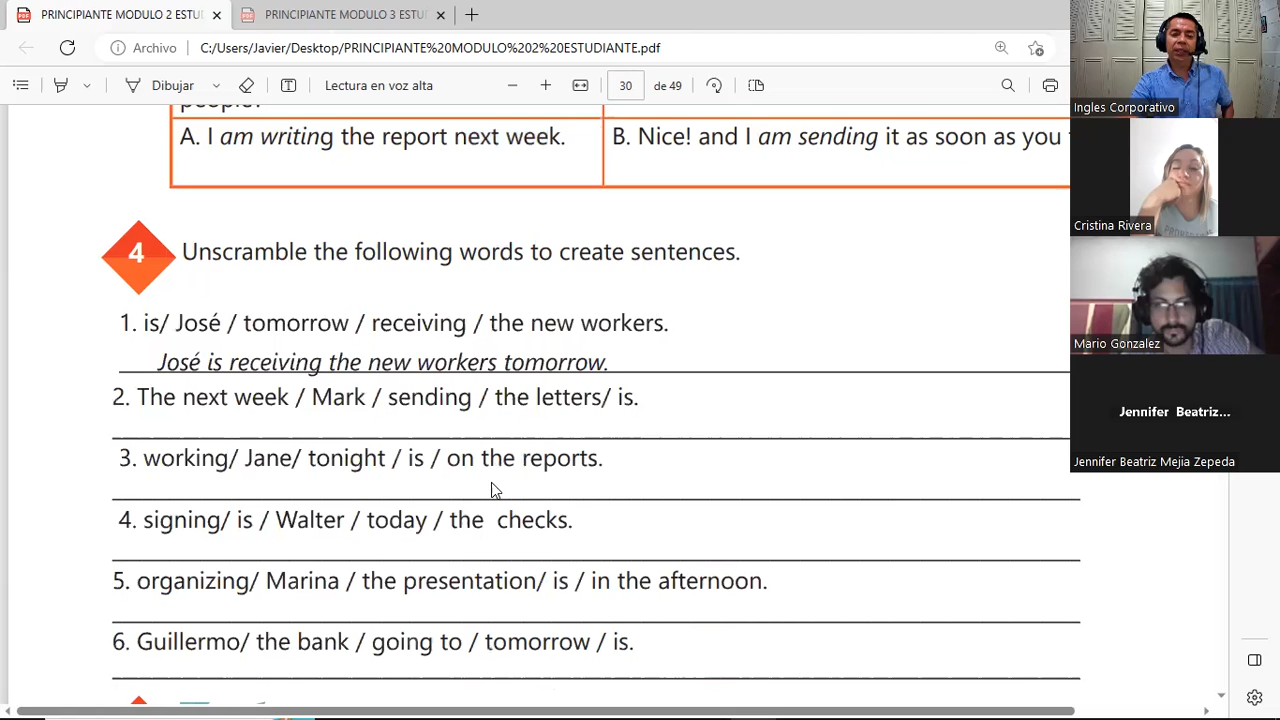 PRINCIPIANTE MODULO 2 ESTU
PRINCIPIANTE MODULO 3 ESTU
Archivo
C:/Users/Javier/Desktop/PRINCIPIANTE%20MODULO%202%20ESTUDIANTE.pdf
Dibujar
Lectura en voz alta
30 de 49
people?
A. I am writing the report next week.
B. Nice! and I am sending it as soon as you
4 Unscramble the following words to create sentences.
1. is/ José / tomorrow / receiving / the new workers.
José is receiving the new workers tomorrow.
2. The next week / Mark / sending / the letters/ is.
3. working/ Jane/ tonight / is / on the reports.
4. signing/ is / Walter / today / the checks.
5. organizing/ Marina / the presentation/ is / in the afternoon.
6. Guillermo/ the bank / going to / tomorrow / is.
Ingles Corporativo
Cristina Rivera
Mario Gonzalez
Jennifer Beatriz...
Jennifer Beatriz Mejia Zepeda